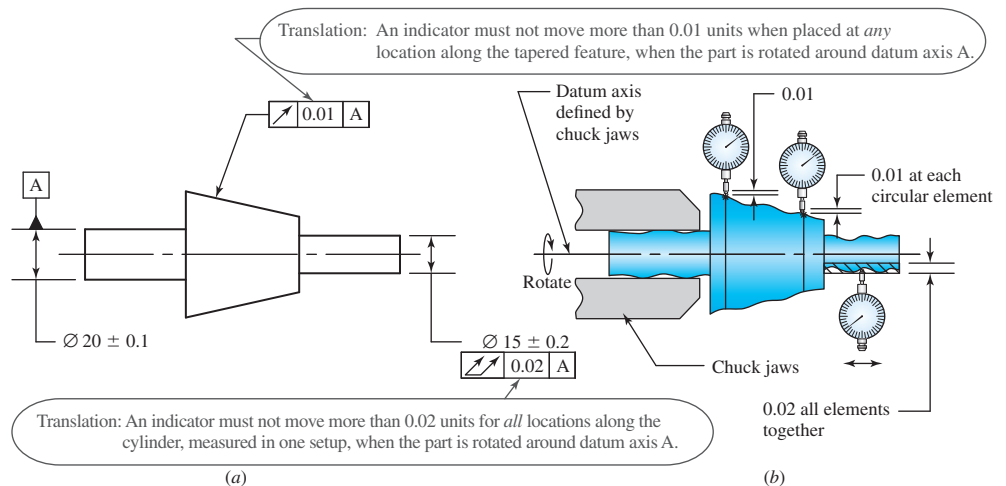 Translation: An indicator must not move more than 0.01 units when placed at any
location along the tapered feature, when the part is rotated around datum axis A.
0.01 A
A
Ø 20 ± 0.1
Ø 15 ± 0.2
0.02 A
Translation: An indicator must not move more than 0.02 units for all locations along the
cylinder, measured in one setup, when the part is rotated around datum axis A.
(a)
Datum axis
defined by
chuck jaws
0.01
0.01 at each
circular element
Rotate
Chuck jaws
0.02 all elements
together
(b)